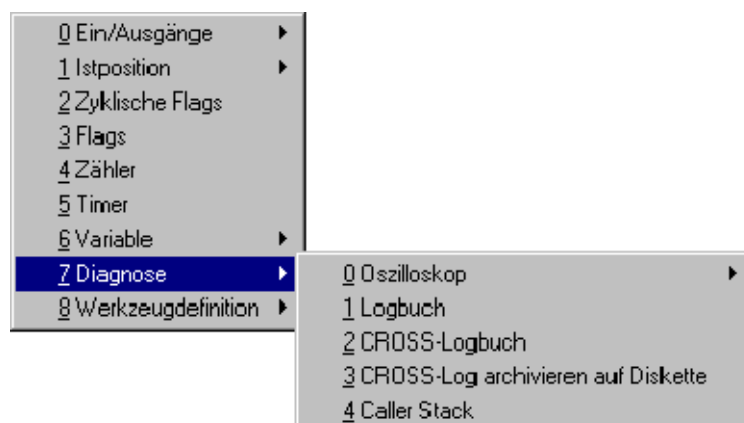 0 Ein/Ausgänge
1 Istposition
2 Zyklische Flags
3 Flags
4 Zähler
5 Timer
6 Variable
7 Diagnose
8 Werkzeugdefinition
0 Oszilloskop
1 Logbuch
2 CROSS-Logbuch
3 CROSS-Log archivieren auf Diskette
4 Caller Stack